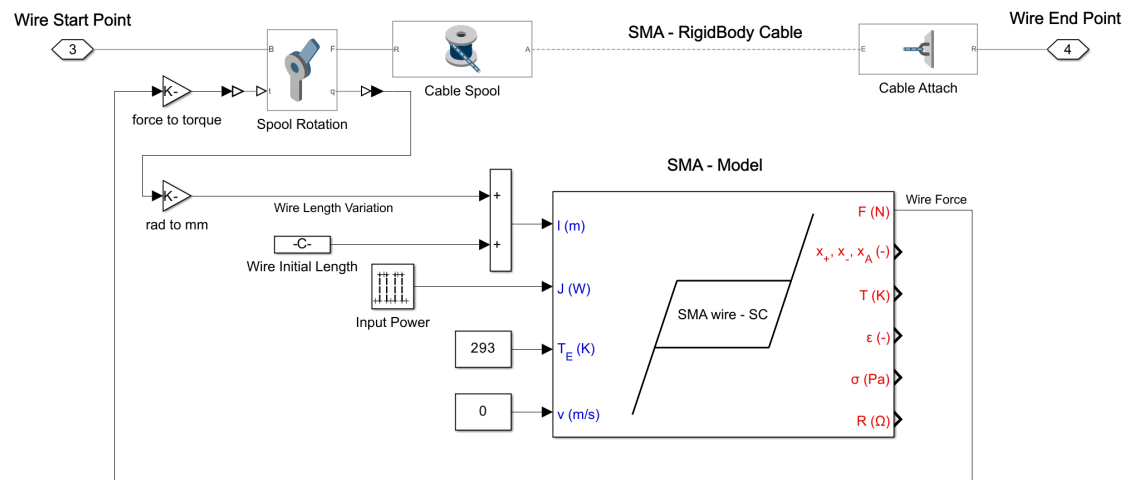 Wire Start Point
SMA - RigidBody Cable
Wire End Point
3
B
F
R
A
E
R
4
K-
t
q
Cable Spool
Cable Attach
force to torque
Spool Rotation
SMA - Model
K-
+
rad to mm
Wire Length Variation
l (m)
F (N)
Wire Force
-C-
+
Wire Initial Length
x+, x-, xA (-)
J (W)
T (K)
Input Power
SMA wire - SC
293
TE (K)
ε (-)
σ (Pa)
0
v (m/s)
R (Ω)